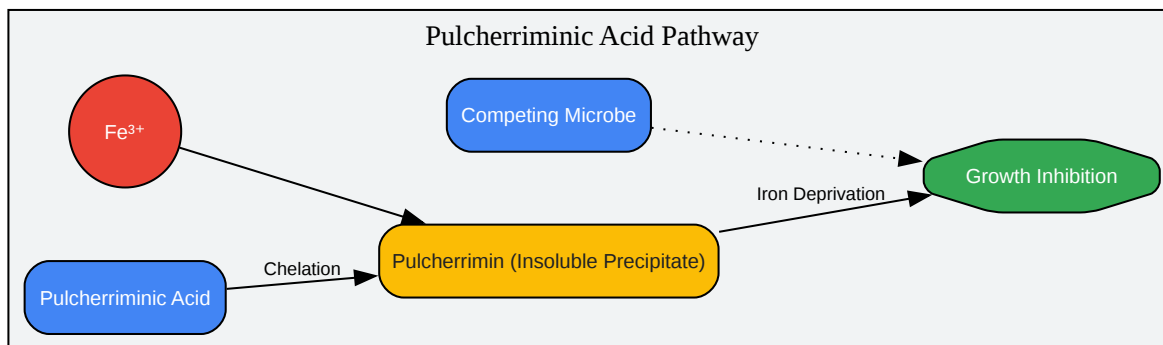 Pulcherriminic Acid Pathway
Fe³⁺
Competing Microbe
Growth Inhibition
Iron Deprivation
Pulcherrimin (Insoluble Precipitate)
Chelation
Pulcherriminic Acid